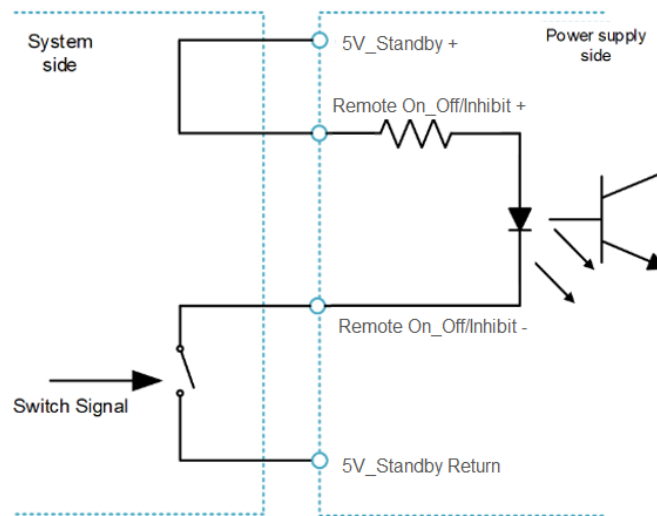 System
side
5V_Standby +
Power supply
side
Remote On_Off/Inhibit +
Remote On_Off/Inhibit -
Switch Signal
5V_Standby Return